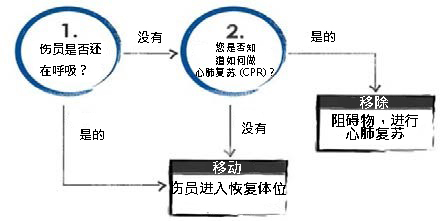 1.
伤员是否还
在呼吸？
没有
2.
您是否知
道如何做
心肺复苏 (CPR)？
是的
移除
阻碍物，进行
心肺复苏
没有
是的
移动
伤员进入恢复体位